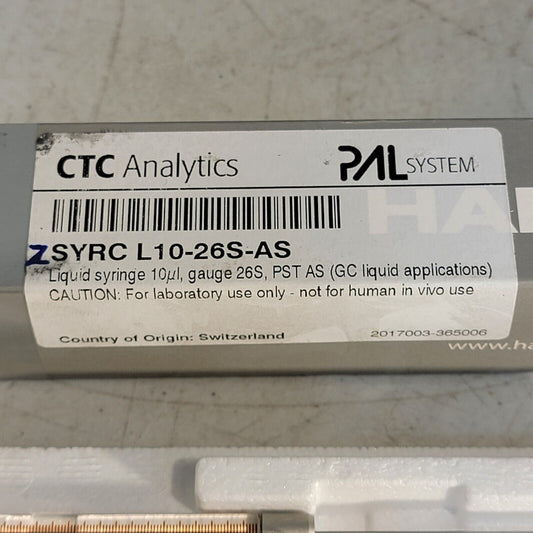 CTC Analytics
PAL SYSTEM
ZSYRC L10-26S-AS
Liquid syringe 10µl, gauge 26S, PST AS (GC liquid applications)
CAUTION: For laboratory use only - not for human in vivo use
Country of Origin: Switzerland
2017003-365006
www.ha